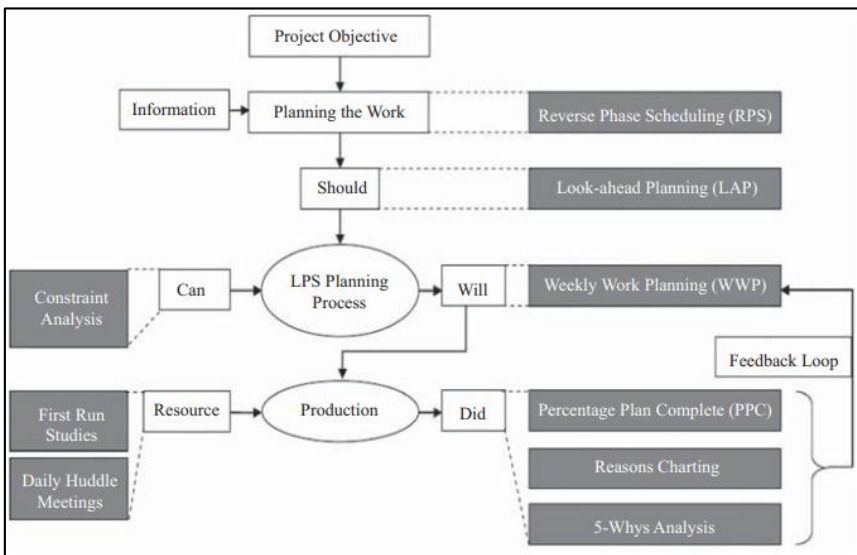 Project Objective
Information
Planning the Work
Reverse Phase Scheduling (RPS)
Should
Look-ahead Planning (LAP)
Constraint
Analysis
Can
LPS Planning
Process
Will
Weekly Work Planning (WWP)
Feedback Loop
First Run
Studies
Resource
Production
Did
Percentage Plan Complete (PPC)
Daily Huddle
Meetings
Reasons Charting
5-Whys Analysis